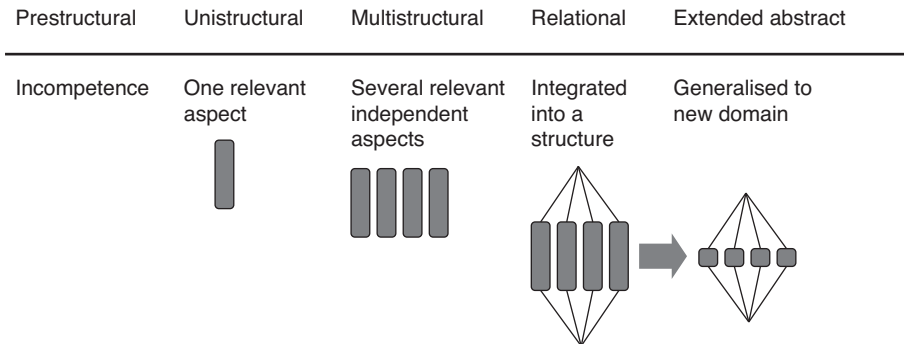 Prestructural Unistructural Multistructural Relational Extended abstract
Incompetence
One relevant
aspect
Several relevant
independent
aspects
Integrated
into a
structure
Generalised to
new domain